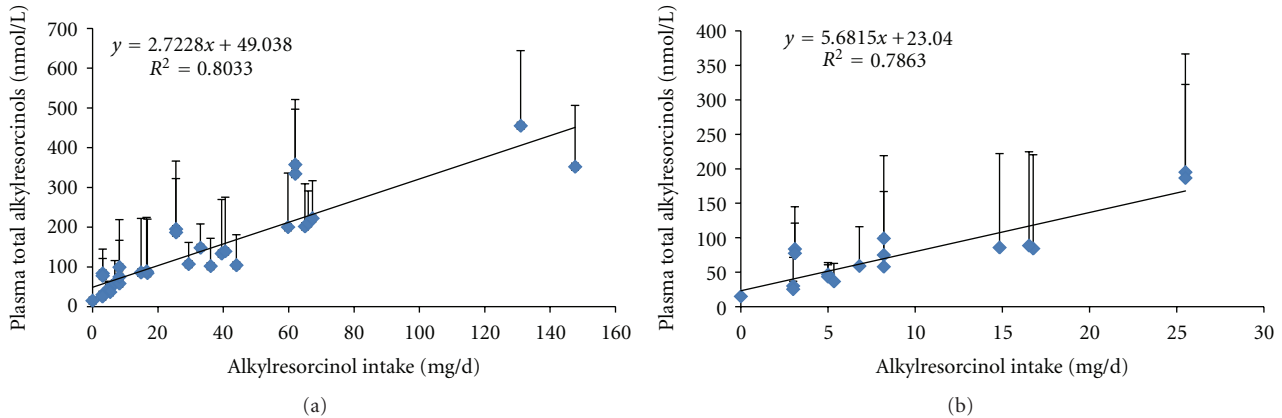 (a)
Plasma total alkylresorcinols (nmol/L)
700
600
500
400
300
200
100
0
y = 2.7228x + 49.038
R² = 0.8033
0 20 40 60 80 100 120 140 160
Alkylresorcinol intake (mg/d)
(b)
Plasma total alkylresorcinols (nmol/L)
400
350
300
250
200
150
100
50
0
y = 5.6815x +23.04
R² = 0.7863
0 5 10 15 20 25 30
Alkylresorcinol intake (mg/d)